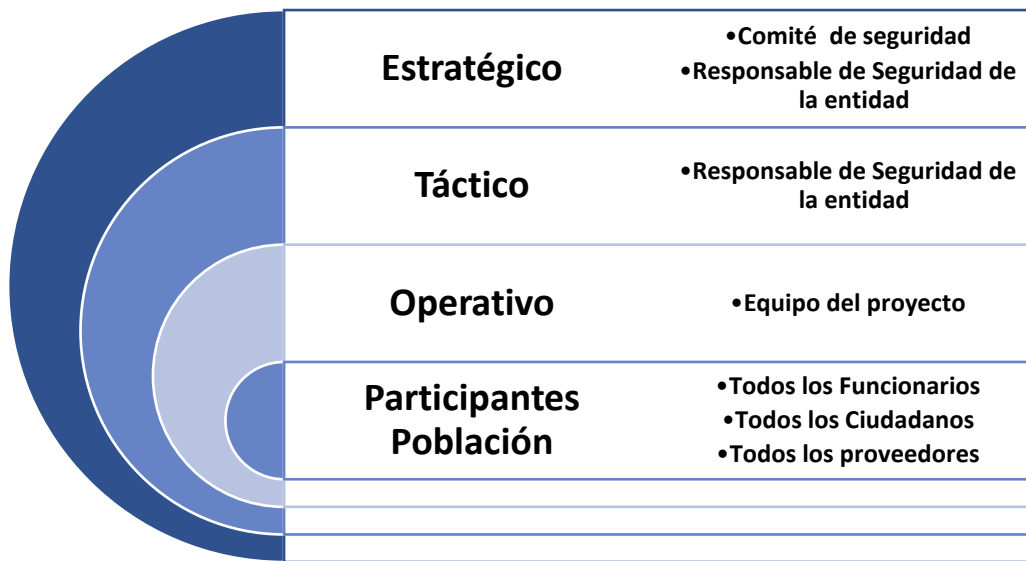 Estratégico
•Comité de seguridad
•Responsable de Seguridad de
la entidad
Táctico
•Responsable de Seguridad de
la entidad
Operativo
•Equipo del proyecto
Participantes
Población
•Todos los Funcionarios
•Todos los Ciudadanos
•Todos los proveedores